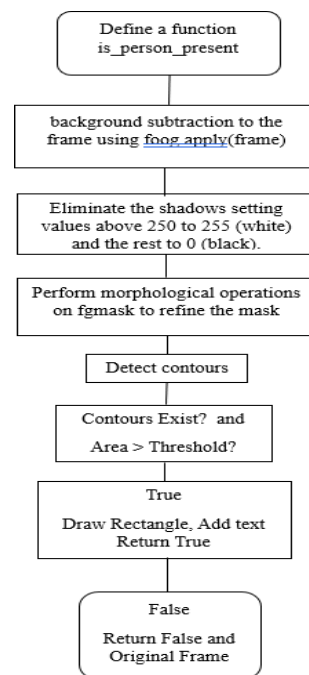 Define a function
is_person_present
background subtraction to the
frame using foog.apply(frame)
Eliminate the shadows setting
values above 250 to 255 (white)
and the rest to 0 (black).
Perform morphological operations
on fgmask to refine the mask
Detect contours
Contours Exist? and
Area > Threshold?
True
Draw Rectangle, Add text
Return True
False
Return False and
Original Frame